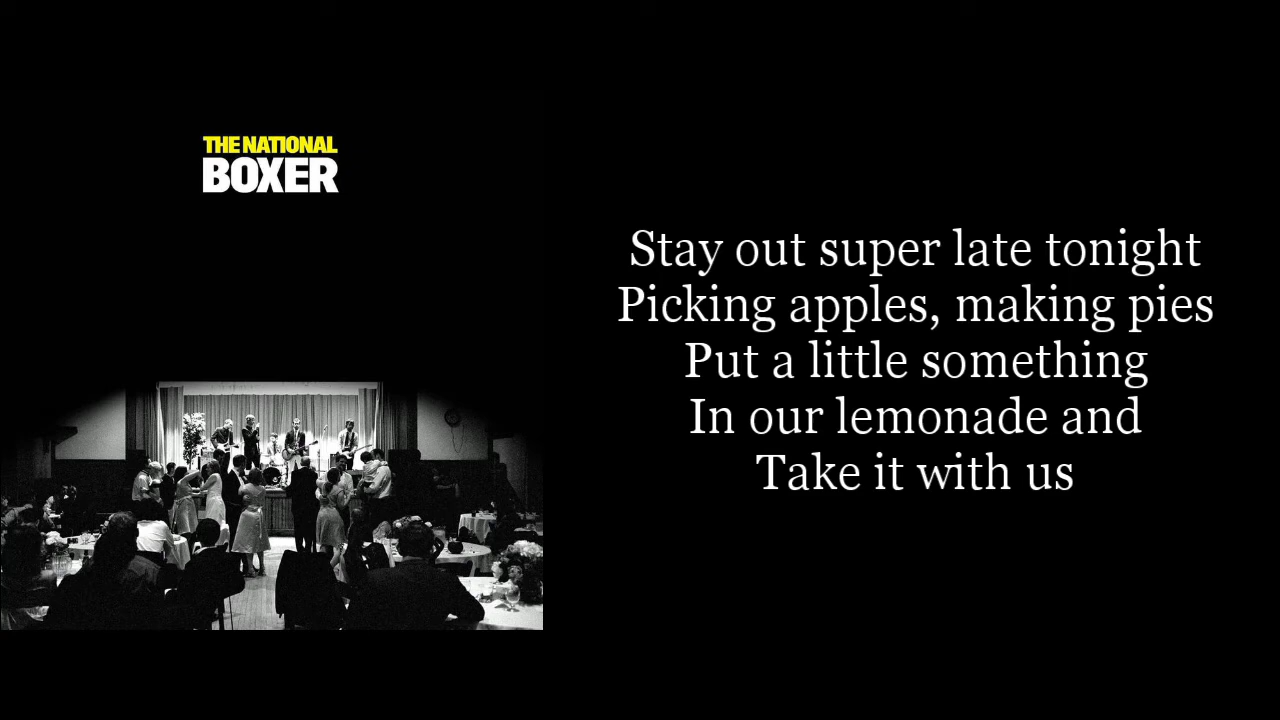 THE NATIONAL
BOXER
Stay out super late tonight
Picking apples, making pies
Put a little something
In our lemonade and
Take it with us